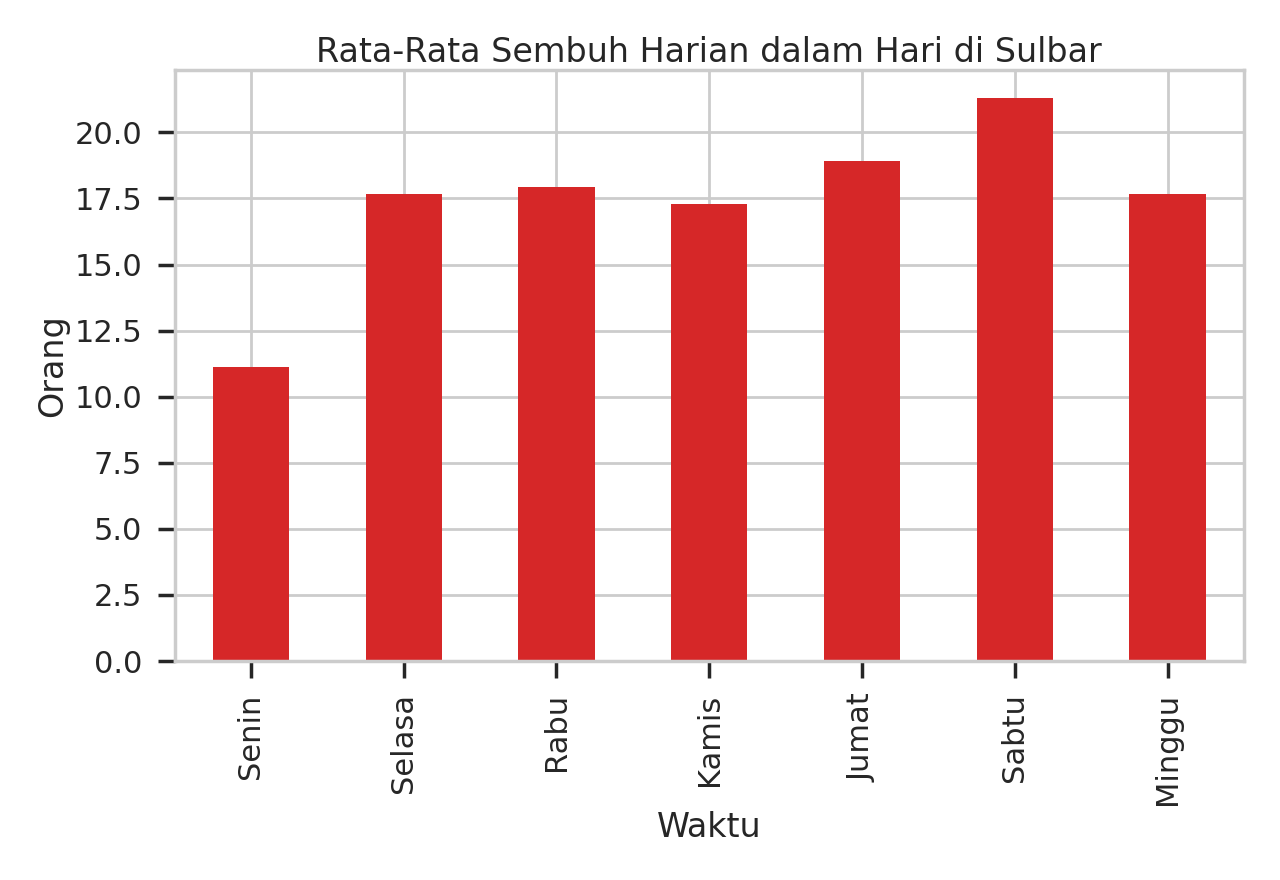 Rata-Rata Sembuh Harian dalam Hari di Sulbar
20.0
17.5
15.0
12.5
10.0
7.5
5.0
2.5
0.0
Orang
Senin
Selasa
Rabu
Kamis
Jumat
Sabtu
Minggu
Waktu